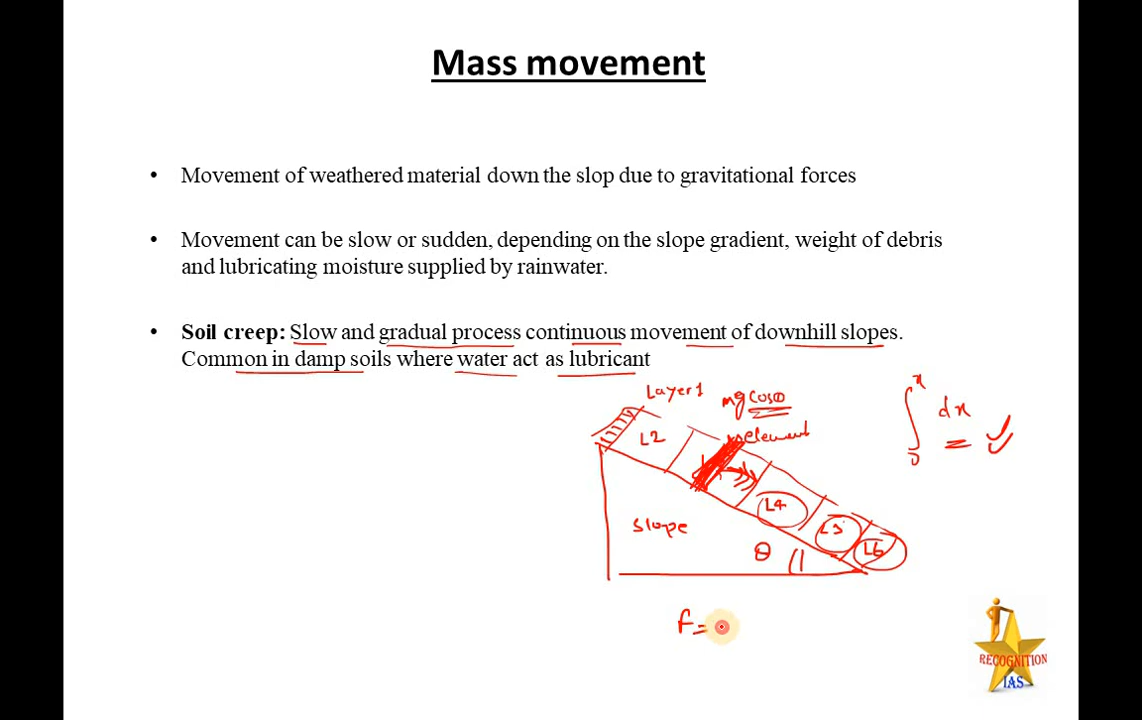 Mass movement
• Movement of weathered material down the slop due to gravitational forces
• Movement can be slow or sudden, depending on the slope gradient, weight of debris
and lubricating moisture supplied by rainwater.
• Soil creep: Slow and gradual process continuous movement of downhill slopes.
Common in damp soils where water act as lubricant
Layer 1
mg cosθ
element
L2
∫ dx
x
0
L4
L5
L6
Slope
θ
F=
RECOGNITION
IAS